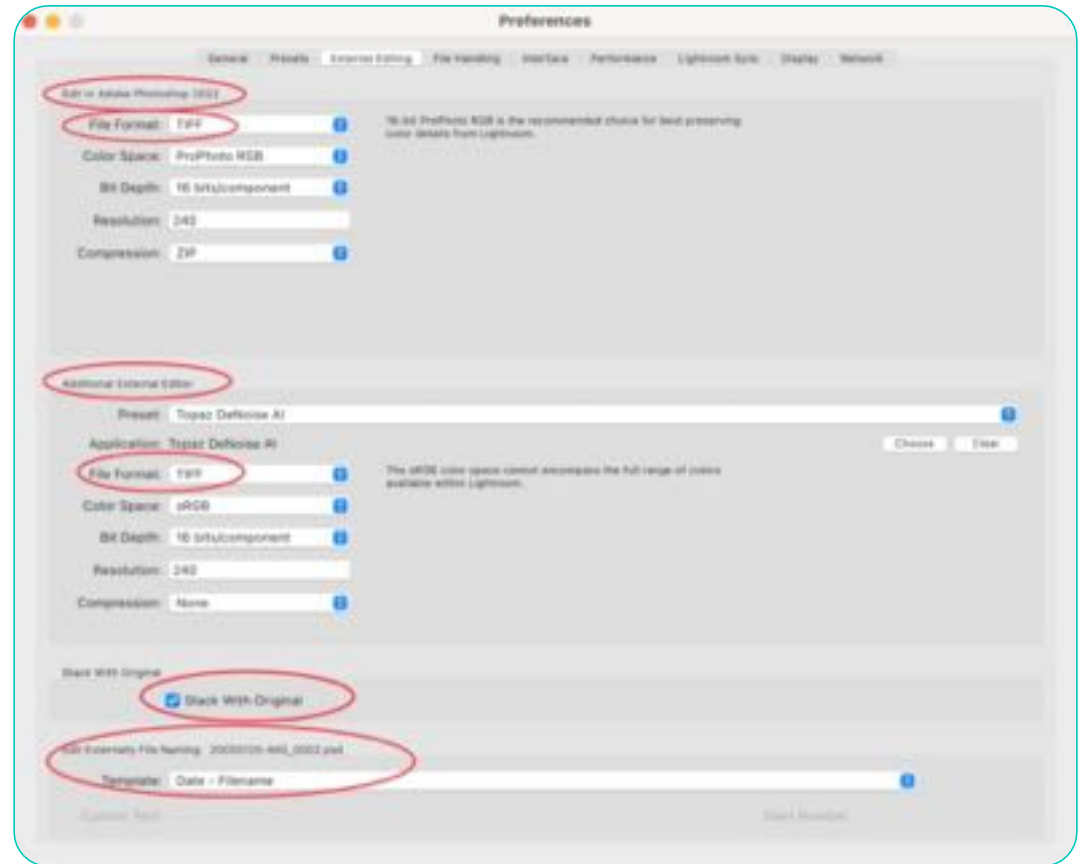 Preferences
General Presets External Editing File Handling Interface Performance Lightroom Sync Display Network
Edit in Adobe Photoshop 2022
File Format: TIFF
16-bit ProPhoto RGB is the recommended choice for best preserving
color details from Lightroom.
Color Space: ProPhoto RGB
Bit Depth: 16 bits/component
Resolution: 240
Compression: ZIP
Additional External Editor
Preset: Topaz DeNoise AI
Application: Topaz DeNoise AI
Choose Clear
File Format: TIFF
The sRGB color space cannot encompass the full range of colors
available within Lightroom.
Color Space: sRGB
Bit Depth: 16 bits/component
Resolution: 240
Compression: None
Stack With Original
Stack With Original
Edit Externally File Naming:
Template: Date - Filename
Custom Text:
Start Number: